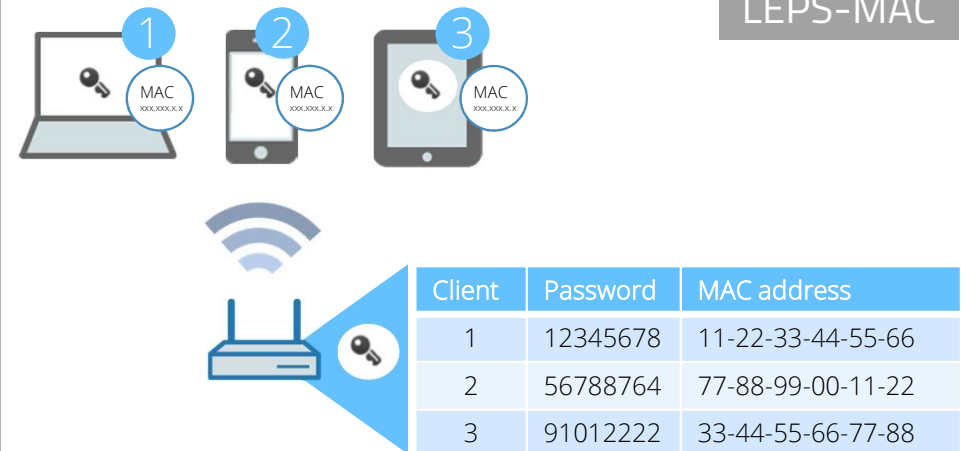 LEPS-MAC
1
2
3
MAC
xxx.xxx.x.x
MAC
xxx.xxx.x.x
MAC
xxx.xxx.x.x
Client Password MAC address
1 12345678 11-22-33-44-55-66
2 56788764 77-88-99-00-11-22
3 91012222 33-44-55-66-77-88